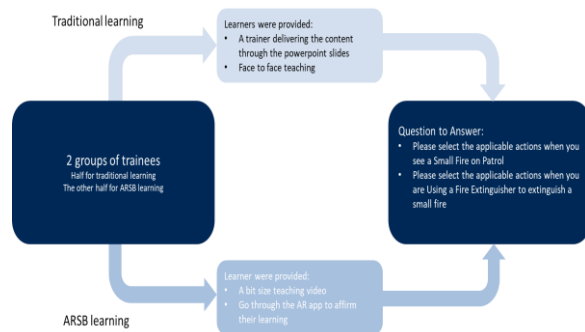 Traditional learning
Learners were provided:
• A trainer delivering the content
through the powerpoint slides
• Face to face teaching
2 groups of trainees
Half for traditional learning
The other half for ARSB learning
Question to Answer:
• Please select the applicable actions when you
see a Small Fire on Patrol
• Please select the applicable actions when you
are Using a Fire Extinguisher to extinguish a
small fire
Learner were provided:
• A bit size teaching video
• Go through the AR app to affirm
their learning
ARSB learning